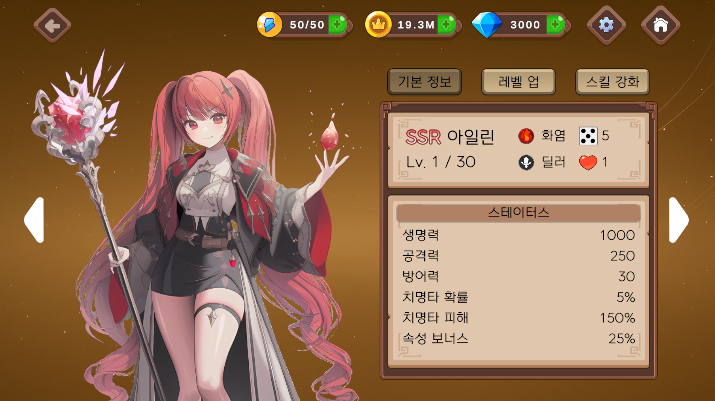 50/50 19.3M 3000
기본 정보 레벨 업 스킬 강화
SSR 아일린 화염 5
Lv. 1 / 30 딜러 1
스테이터스
생명력 1000
공격력 250
방어력 30
치명타 확률 5%
치명타 피해 150%
속성 보너스 25%